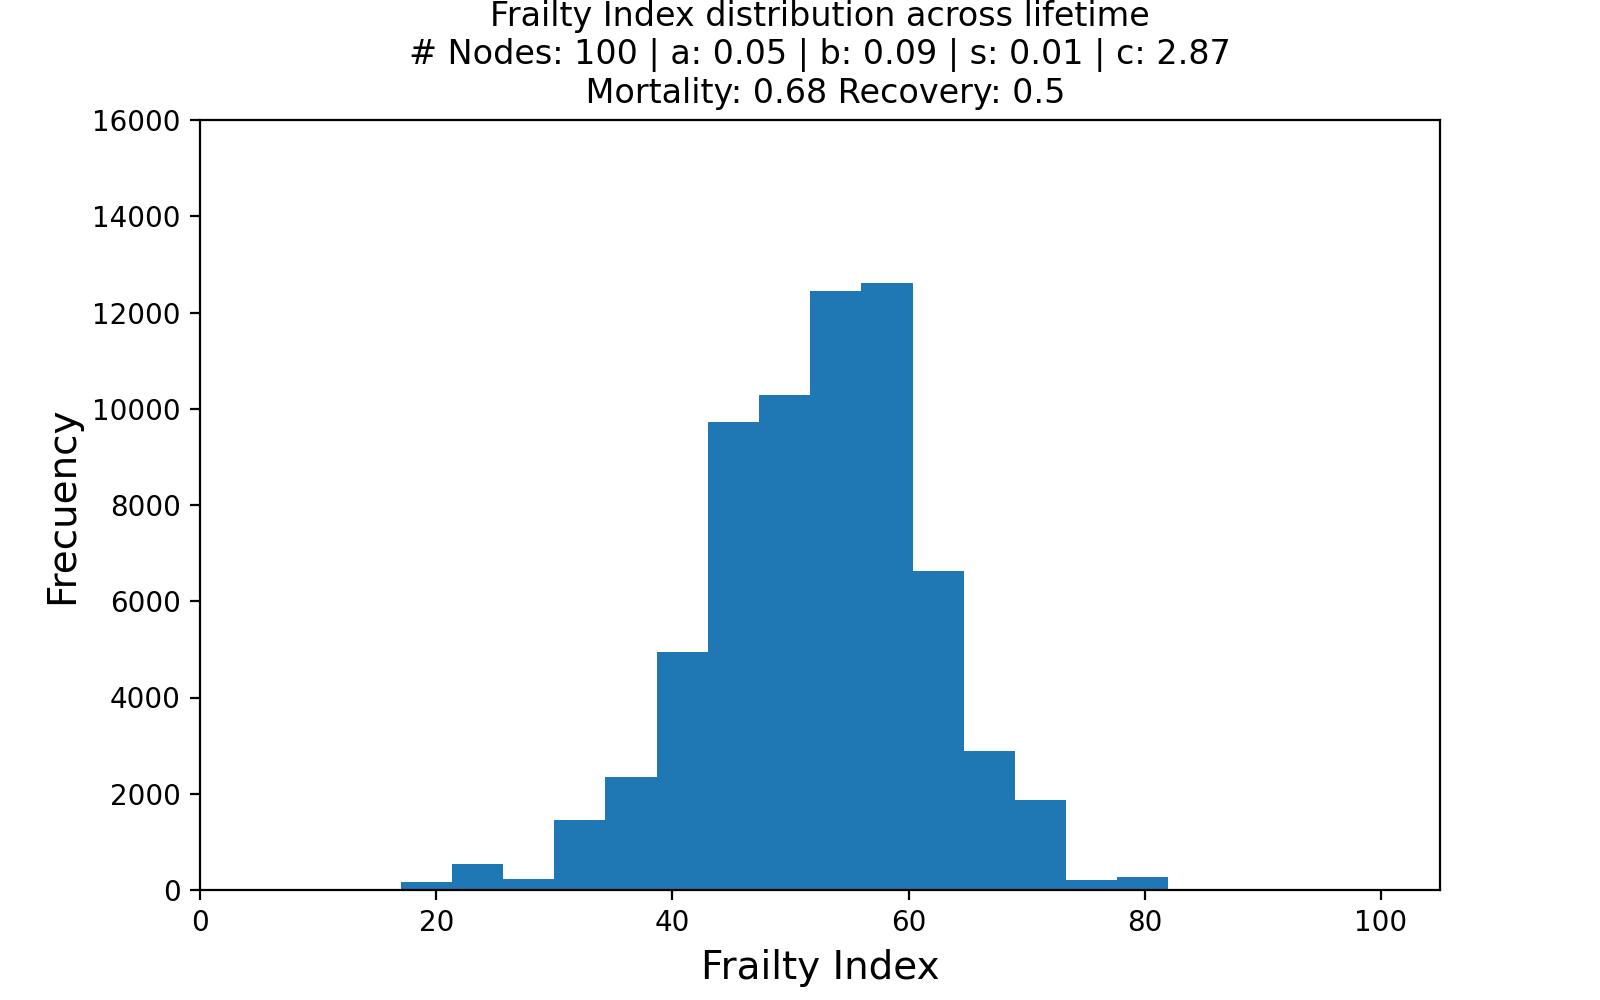 Frailty Index distribution across lifetime
# Nodes: 100 | a: 0.05 | b: 0.09 | s: 0.01 | c: 2.87
Mortality: 0.68 Recovery: 0.5
16000
14000
12000
10000
8000
6000
4000
2000
0
Frecuency
0 20 40 60 80 100
Frailty Index